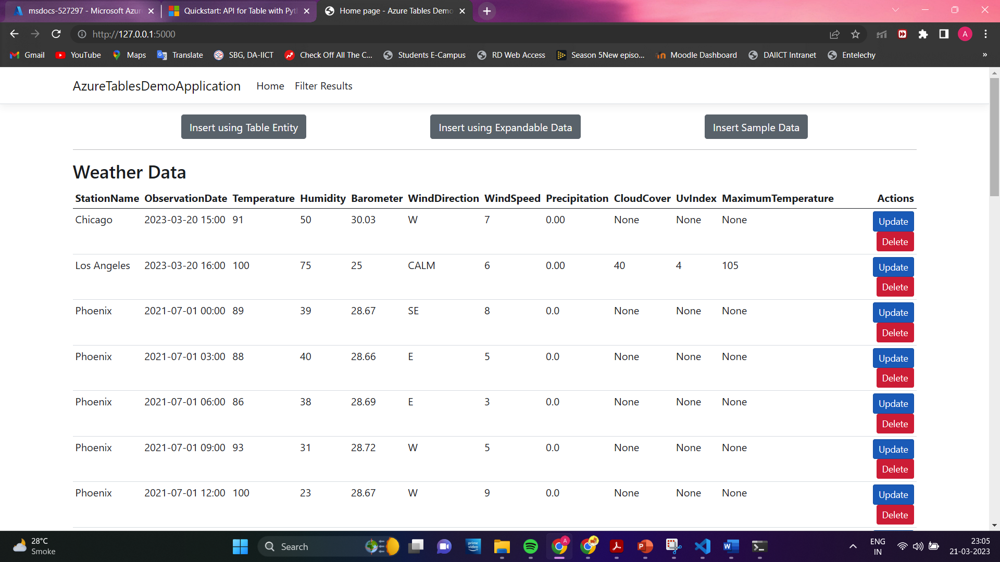 msdocs-527297 - Microsoft Azur
Quickstart: API for Table with Pyt
Home page - Azure Tables Demo
http://127.0.0.1:5000
A
Gmail YouTube Maps Translate SBG, DA-IICT Check Off All The C... Students E-Campus RD Web Access Season 5New episo... Moodle Dashboard DAIICT Intranet Entelechy »
AzureTablesDemoApplication Home Filter Results
Insert using Table Entity Insert using Expandable Data Insert Sample Data
Weather Data
StationName ObservationDate Temperature Humidity Barometer WindDirection WindSpeed Precipitation CloudCover UvIndex MaximumTemperature Actions
Chicago 2023-03-20 15:00 91 50 30.03 W 7 0.00 None None None Update
Delete
Los Angeles 2023-03-20 16:00 100 75 25 CALM 6 0.00 40 4 105 Update
Delete
Phoenix 2021-07-01 00:00 89 39 28.67 SE 8 0.0 None None None Update
Delete
Phoenix 2021-07-01 03:00 88 40 28.66 E 5 0.0 None None None Update
Delete
Phoenix 2021-07-01 06:00 86 38 28.69 E 3 0.0 None None None Update
Delete
Phoenix 2021-07-01 09:00 93 31 28.72 W 5 0.0 None None None Update
Delete
Phoenix 2021-07-01 12:00 100 23 28.67 W 9 0.0 None None None Update
Delete
28°C
Smoke
Search
prime video
ENG
IN
23:05
21-03-2023